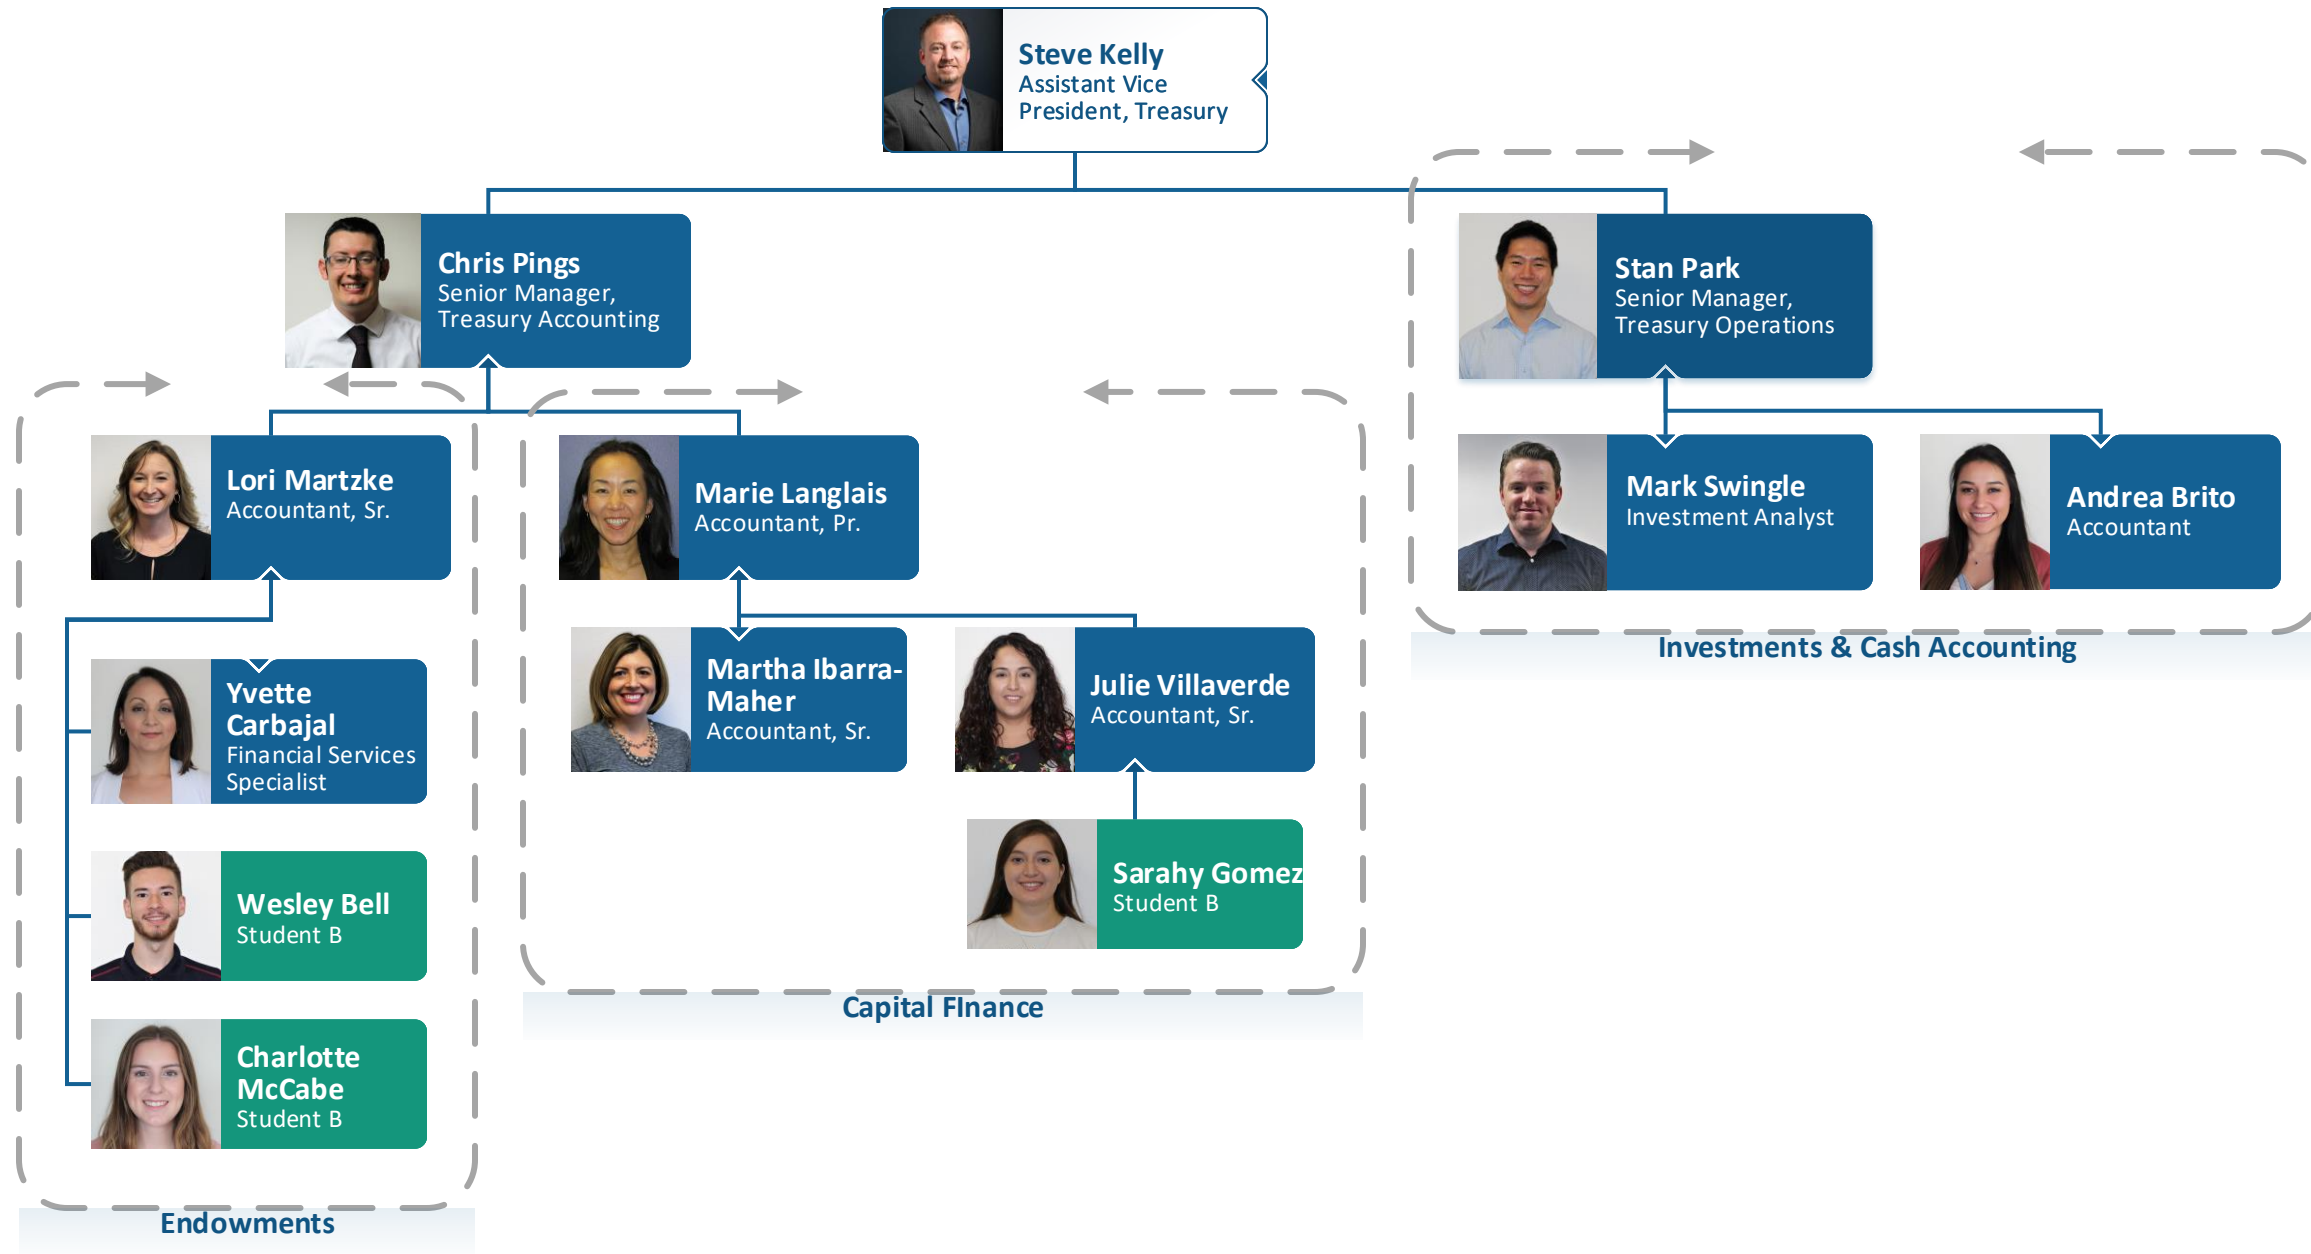 Steve Kelly
Assistant Vice
President, Treasury
Chris Pings
Senior Manager,
Treasury Accounting
Stan Park
Senior Manager,
Treasury Operations
Lori Martzke
Accountant, Sr.
Marie Langlais
Accountant, Pr.
Mark Swingle
Investment Analyst
Andrea Brito
Accountant
Yvette
Carbajal
Financial Services
Specialist
Martha Ibarra-
Maher
Accountant, Sr.
Julie Villaverde
Accountant, Sr.
Investments & Cash Accounting
Wesley Bell
Student B
Sarahy Gomez
Student B
Charlotte
McCabe
Student B
Capital FInance
Endowments